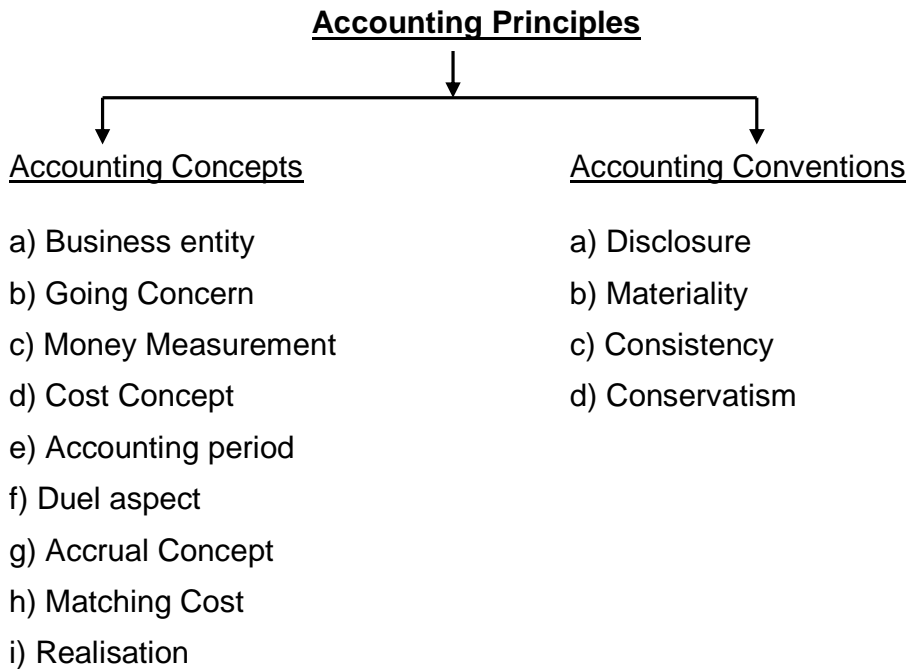 Accounting Principles
Accounting Concepts
a) Business entity
b) Going Concern
c) Money Measurement
d) Cost Concept
e) Accounting period
f) Duel aspect
g) Accrual Concept
h) Matching Cost
i) Realisation
Accounting Conventions
a) Disclosure
b) Materiality
c) Consistency
d) Conservatism